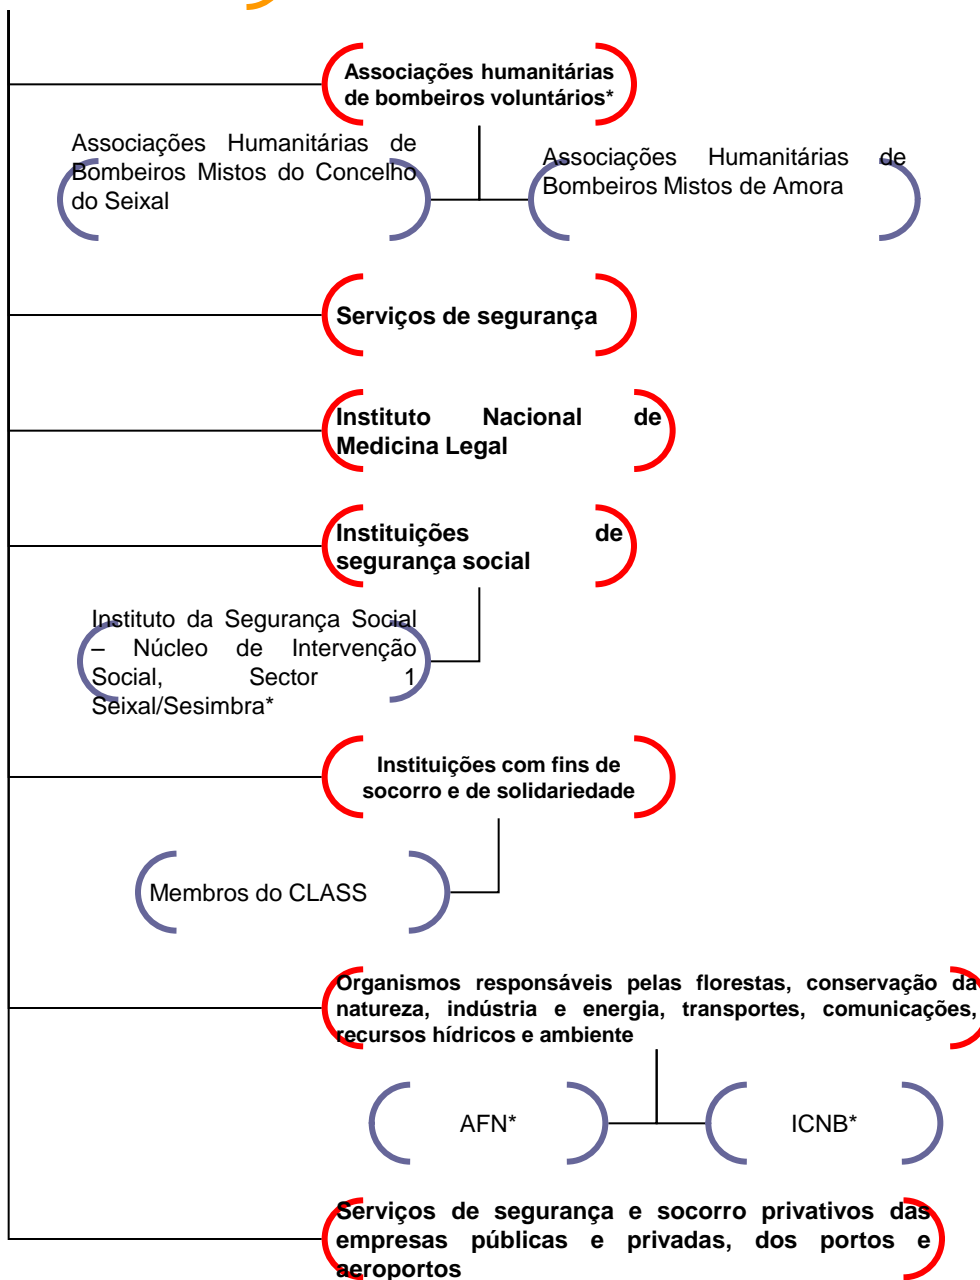 Associações humanitárias
de bombeiros voluntários*
Associações Humanitárias de
Bombeiros Mistos do Concelho
do Seixal
Associações Humanitárias de
Bombeiros Mistos de Amora
Serviços de segurança
Instituto Nacional de
Medicina Legal
Instituições de
segurança social
Instituto da Segurança Social
– Núcleo de Intervenção
Social, Sector 1
Seixal/Sesimbra*
Instituições com fins de
socorro e de solidariedade
Membros do CLASS
Organismos responsáveis pelas florestas, conservação da
natureza, indústria e energia, transportes, comunicações,
recursos hídricos e ambiente
AFN*
ICNB*
Serviços de segurança e socorro privativos das
empresas públicas e privadas, dos portos e
aeroportos